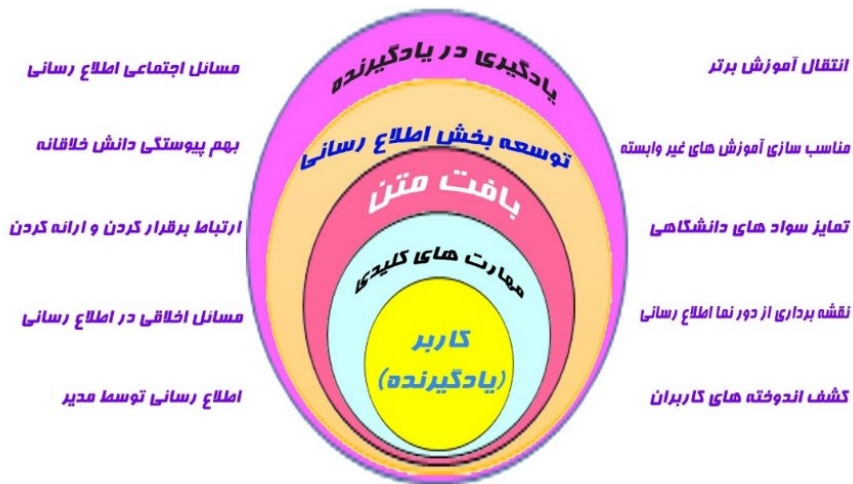 یادگیری در یادگیرنده
توسعه بخش اطلاع رسانی
بافت متن
مهارت های کلیدی
کاربر
(یادگیرنده)
انتقال آموزش برتر
مناسب سازی آموزش های غیر وابسته
تمایز سواد های دانشگاهی
نقشه برداری از دور نما اطلاع رسانی
کشف اندوخته های کاربران
مسائل اجتماعی اطلاع رسانی
بهم پیوستگی دانش خلاقانه
ارتباط برقرار کردن و ارائه کردن
مسائل اخلاقی در اطلاع رسانی
اطلاع رسانی توسط مدیر